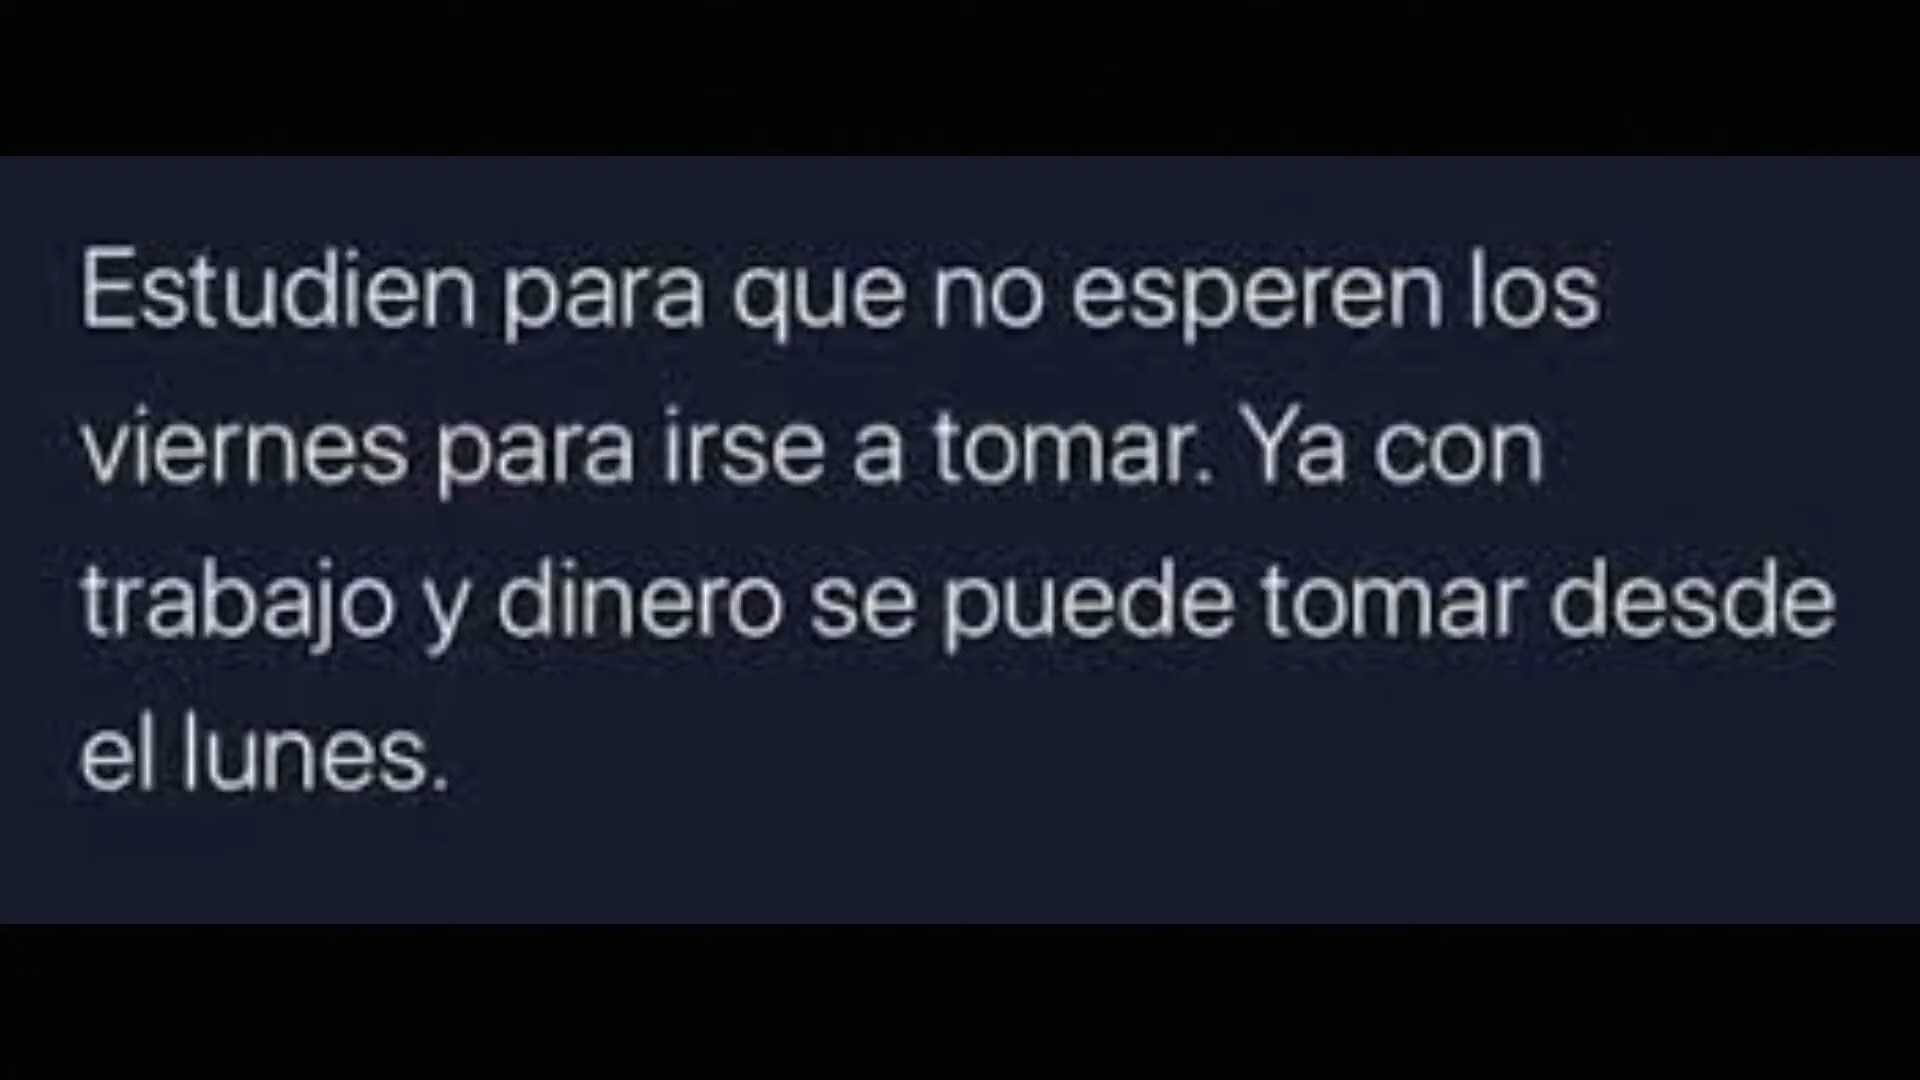 Estudien para que no esperen los
viernes para irse a tomar. Ya con
trabajo y dinero se puede tomar desde
el lunes.